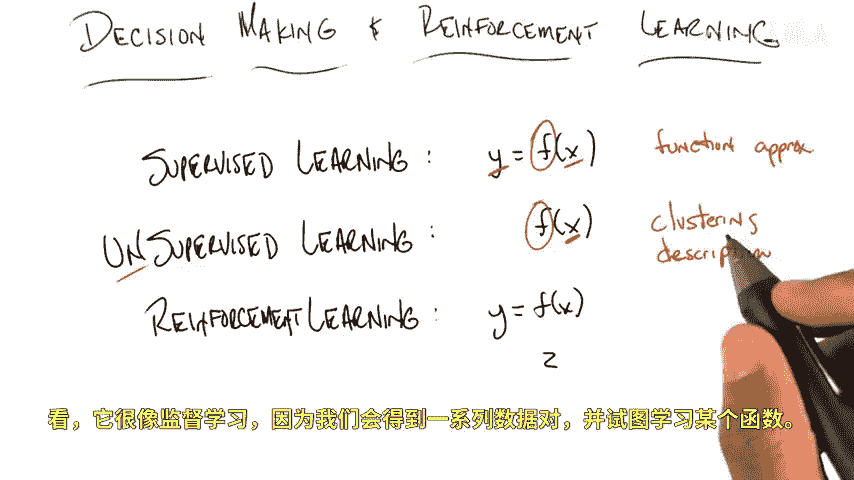 DECISION MAKING & REINFORCEMENT LEARNING
SUPERVISED LEARNING : y = f(x) function approx
UNSUPERVISED LEARNING : f(x) clustering
description
REINFORCEMENT LEARNING : y = f(x)
z
看，它很像监督学习，因为我们会得到一系列数据对，并试图学习某个函数。